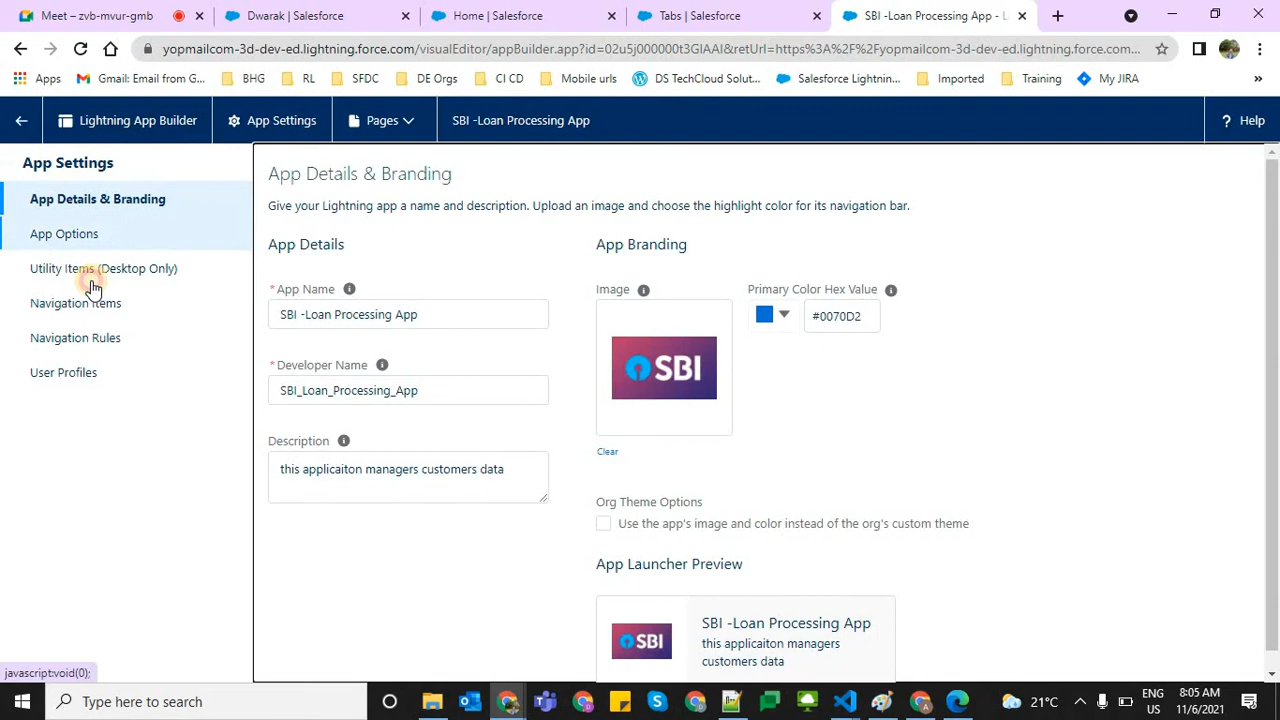 Meet – zvb-mvur-gmb
Dwarak | Salesforce
Home | Salesforce
Tabs | Salesforce
SBI -Loan Processing App - L
yopmailcom-3d-dev-ed.lightning.force.com/visualEditor/appBuilder.app?id=02u5j000000t3GIAAI&retUrl=https%3A%2F%2Fyopmailcom-3d-dev-ed.lightning.force.com...
Apps
Gmail: Email from G...
BHG
RL
SFDC
DE Orgs
CI CD
Mobile urls
DS TechCloud Solut...
Salesforce Lightnin...
Imported
Training
My JIRA
»
Lightning App Builder
App Settings
Pages
SBI -Loan Processing App
? Help
App Settings
App Details & Branding
App Options
Utility Items (Desktop Only)
Navigation Items
Navigation Rules
User Profiles
App Details & Branding
Give your Lightning app a name and description. Upload an image and choose the highlight color for its navigation bar.
App Details
* App Name
SBI -Loan Processing App
* Developer Name
SBI_Loan_Processing_App
Description
this applicaiton managers customers data
App Branding
Image
Primary Color Hex Value
#0070D2
SBI
Clear
Org Theme Options
Use the app's image and color instead of the org's custom theme
App Launcher Preview
SBI
SBI -Loan Processing App
this applicaiton managers
customers data
javascript:void(0);
Type here to search
21°C
ENG
US
8:05 AM
11/6/2021